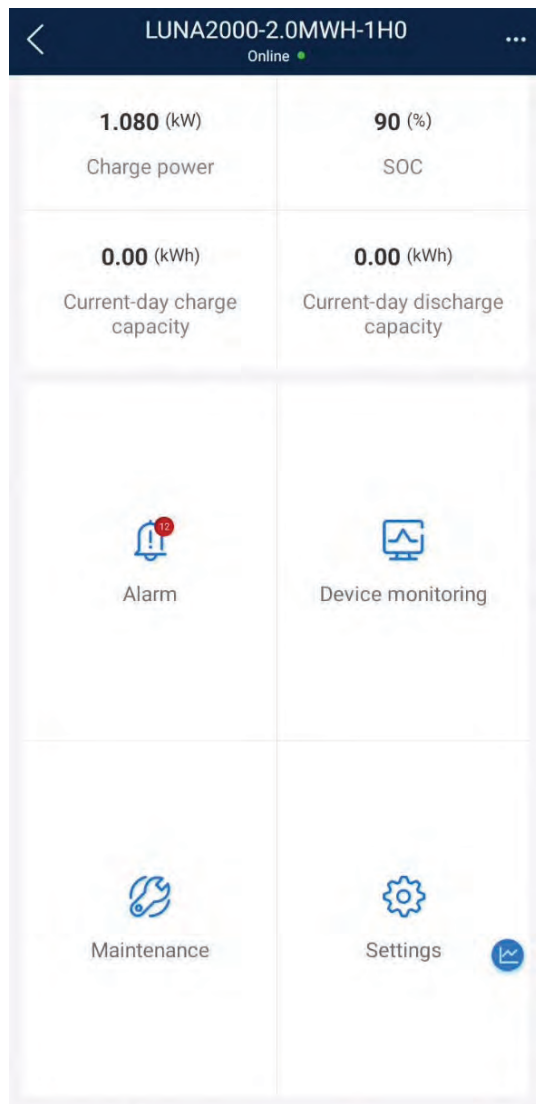 LUNA2000-2.0MWH-1H0
Online
1.080 (kW)
Charge power
90 (%)
SOC
0.00 (kWh)
Current-day charge
capacity
0.00 (kWh)
Current-day discharge
capacity
12
Alarm
Device monitoring
Maintenance
Settings